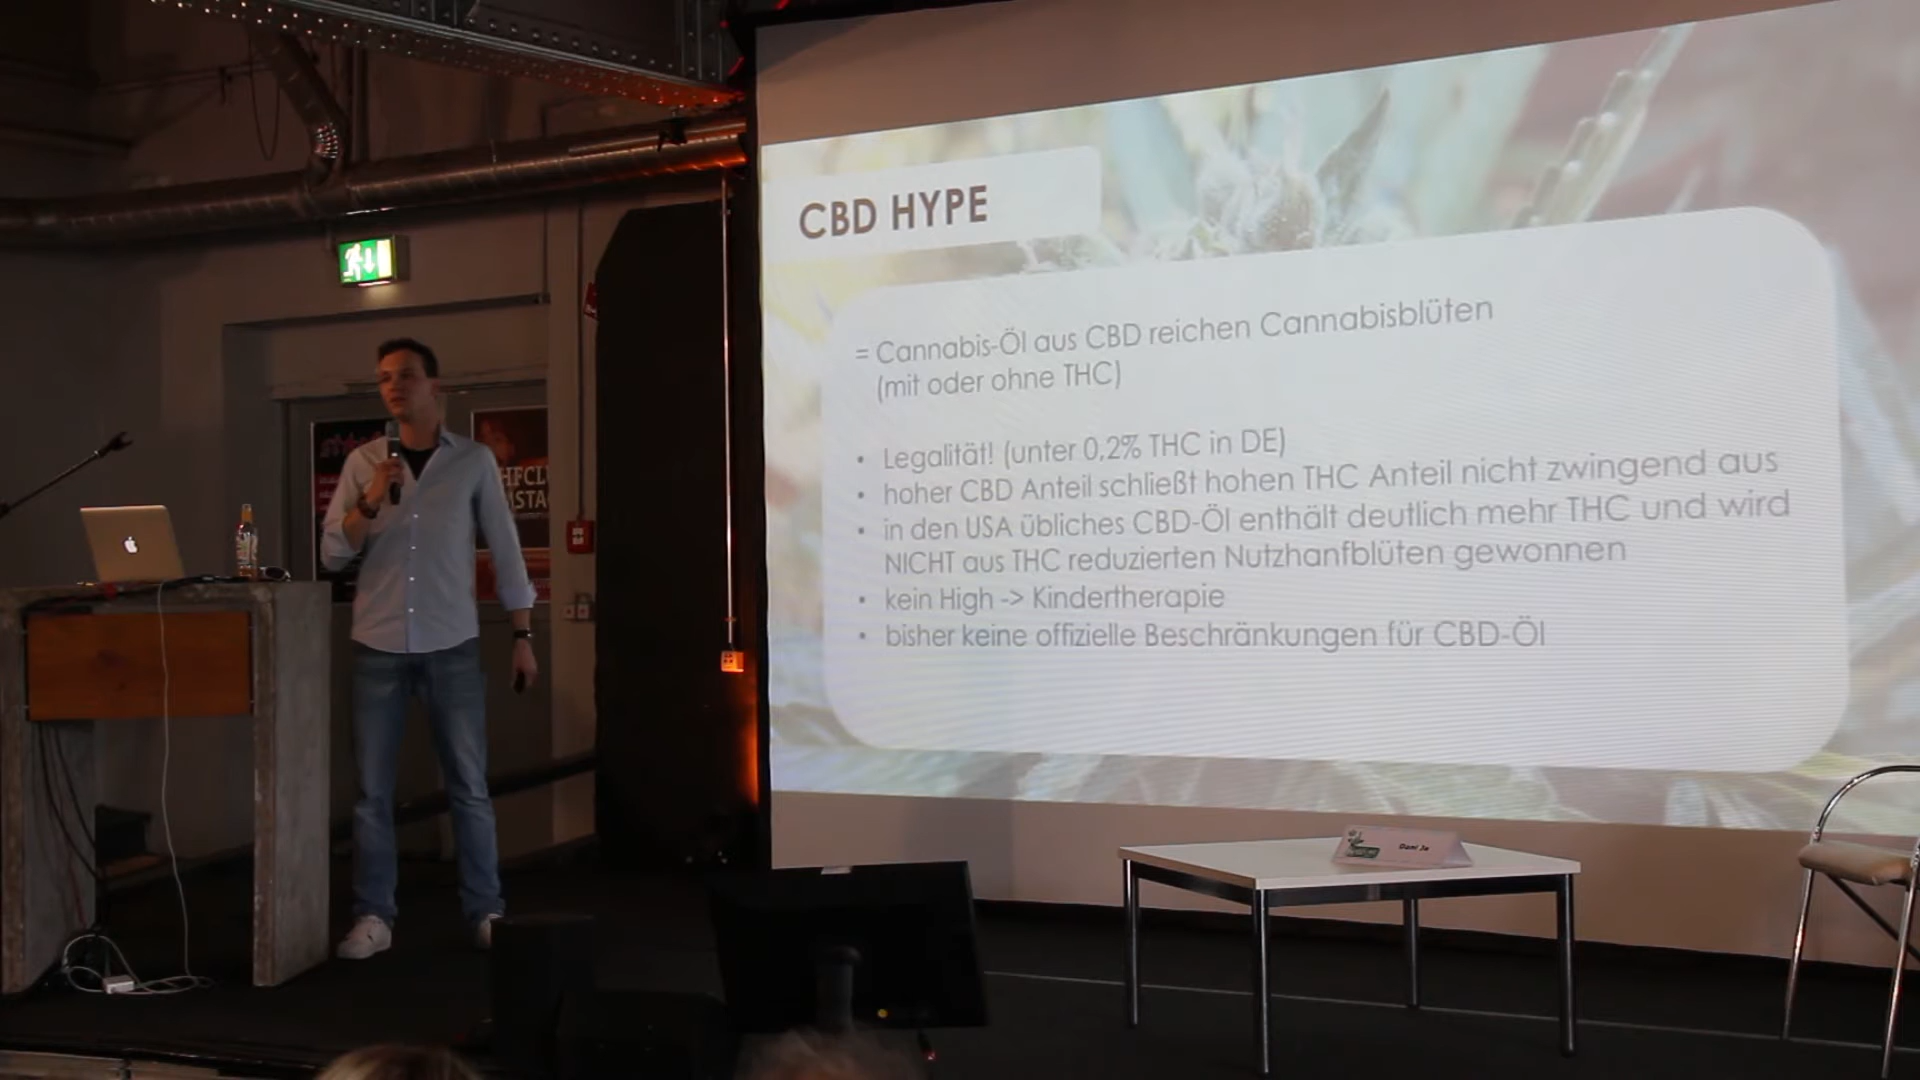 CBD HYPE
= Cannabis-Öl aus CBD reichen Cannabisblüten
(mit oder ohne THC)
• Legalität! (unter 0,2% THC in DE)
• hoher CBD Anteil schließt hohen THC Anteil nicht zwingend aus
• in den USA übliches CBD-Öl enthält deutlich mehr THC und wird
NICHT aus THC reduzierten Nutzhanfblüten gewonnen
• kein High -> Kindertherapie
• bisher keine offizielle Beschränkungen für CBD-Öl